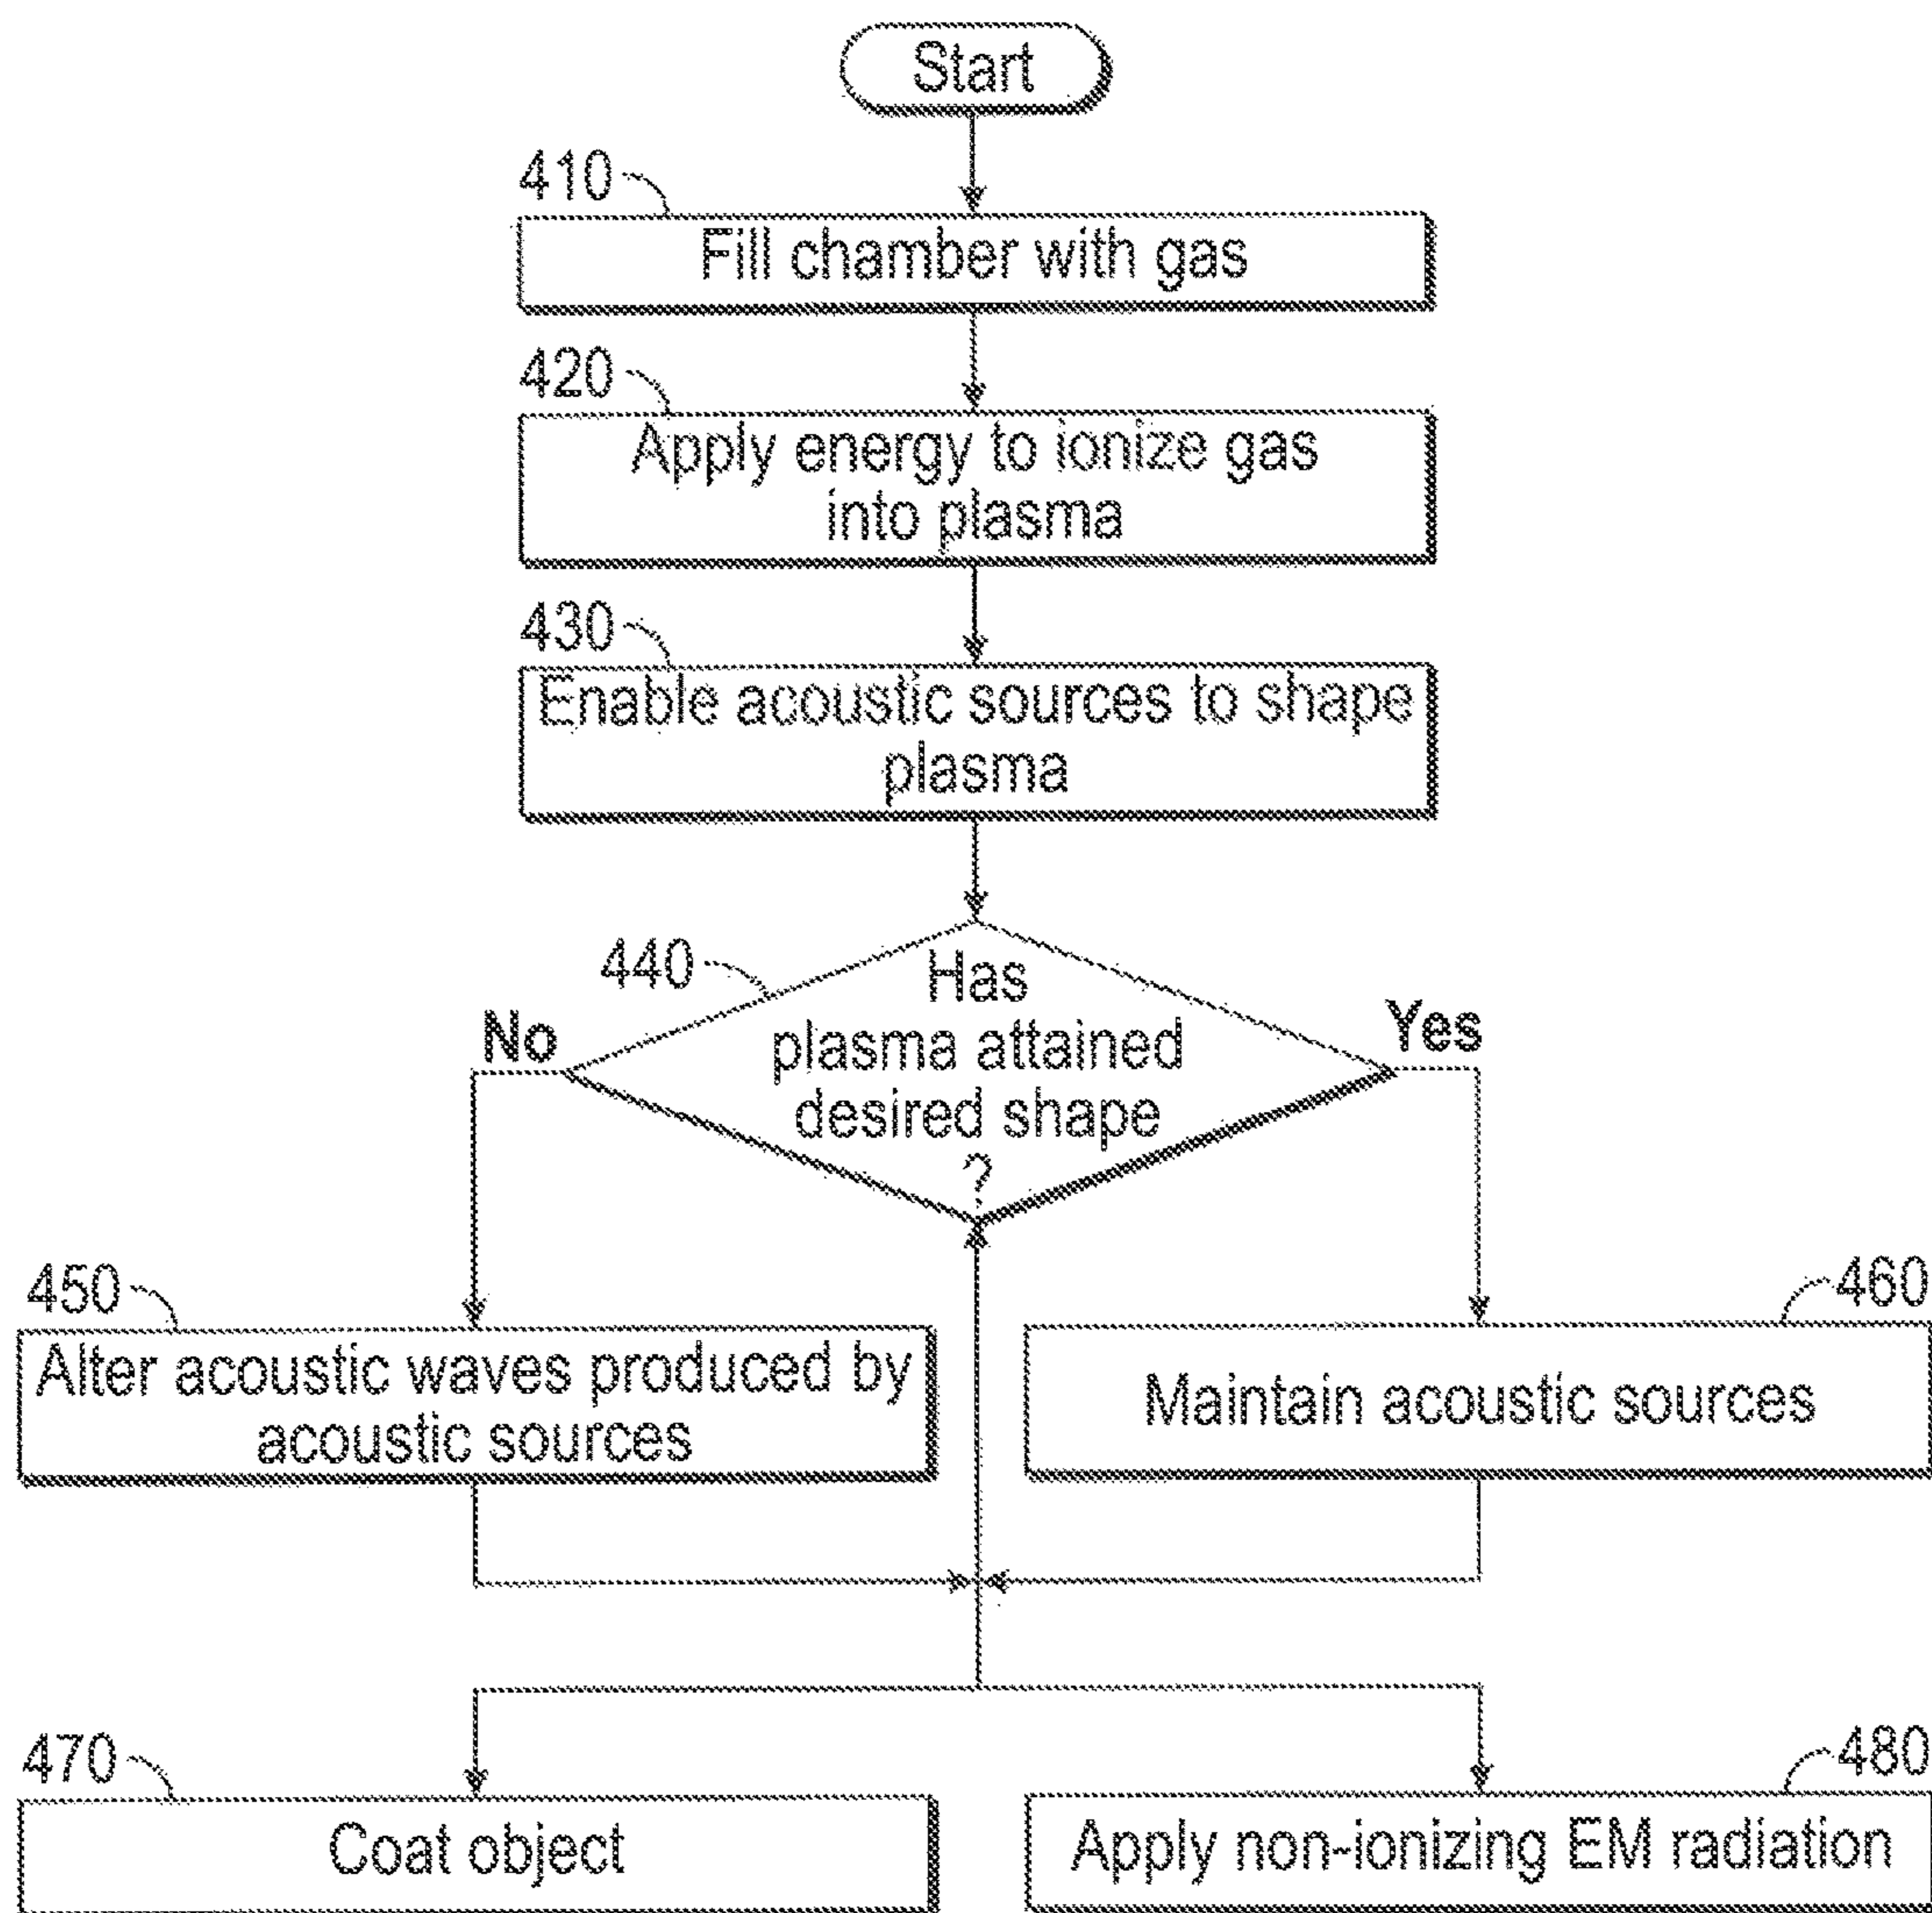 Start
410
Fill chamber with gas
420
Apply energy to ionize gas
into plasma
430
Enable acoustic sources to shape
plasma
440
Has
plasma attained
desired shape
?
No
Yes
450
Alter acoustic waves produced by
acoustic sources
460
Maintain acoustic sources
470
Coat object
480
Apply non-ionizing EM radiation